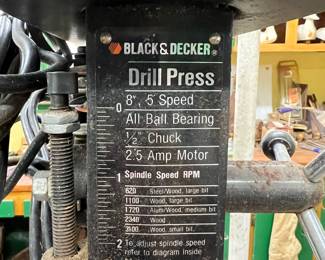 BLACK & DECKER®
Drill Press
8", 5 Speed
0
All Ball Bearing
½" Chuck
2.5 Amp Motor
1 Spindle Speed RPM
620 Steel/Wood, large bit
1100 Wood, large bit
1720 Alum/Wood, medium bit
2340 Wood
3100 Wood, small bit.
2 To adjust spindle speed
refer to diagram inside